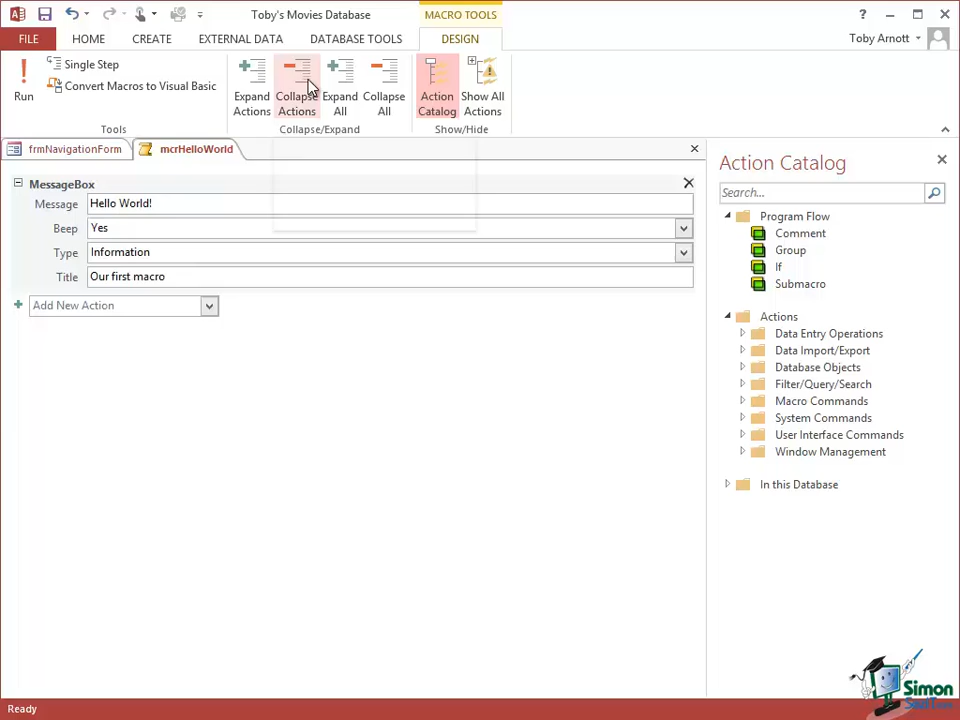 Toby's Movies Database
MACRO TOOLS
FILE
HOME
CREATE
EXTERNAL DATA
DATABASE TOOLS
DESIGN
Toby Arnott
Run
Single Step
Convert Macros to Visual Basic
Tools
Expand Actions
Collapse Actions
Expand All
Collapse All
Collapse/Expand
Action Catalog
Show All Actions
Show/Hide
frmNavigationForm
mcrHelloWorld
MessageBox
Message Hello World!
Beep Yes
Type Information
Title Our first macro
Add New Action
Action Catalog
Search...
Program Flow
Comment
Group
If
Submacro
Actions
Data Entry Operations
Data Import/Export
Database Objects
Filter/Query/Search
Macro Commands
System Commands
User Interface Commands
Window Management
In this Database
Ready
Simon